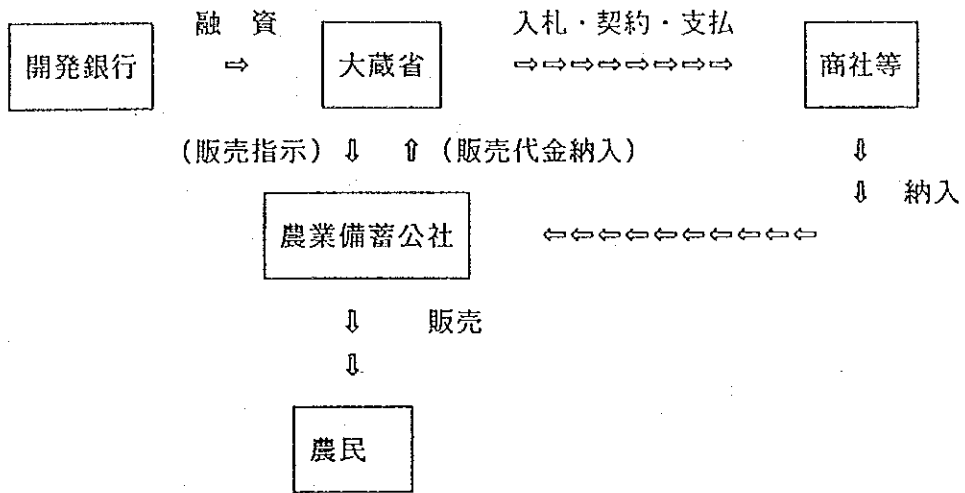 融 資 入札・契約・支払
開発銀行 ⇨ 大蔵省 ⇨⇨⇨⇨⇨⇨⇨⇨ 商社等
(販売指示) ⇩ ⇧ (販売代金納入) ⇩
⇩ 納入
農業備蓄公社 ⇦⇦⇦⇦⇦⇦⇦⇦⇦⇦
⇩ 販売
⇩
農民